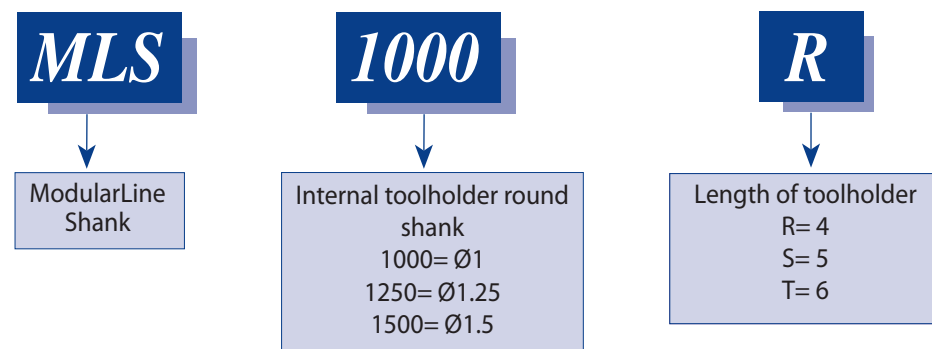 MLS
1000
R
ModularLine
Shank
Internal toolholder round
shank
1000= Ø1
1250= Ø1.25
1500= Ø1.5
Length of toolholder
R= 4
S= 5
T= 6